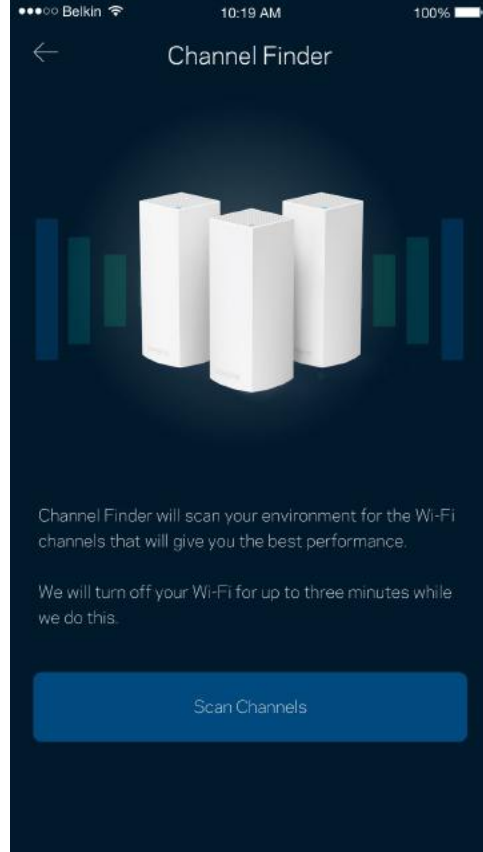 Belkin 10:19 AM 100%
Channel Finder
Channel Finder will scan your environment for the Wi-Fi
channels that will give you the best performance.
We will turn off your Wi-Fi for up to three minutes while
we do this.
Scan Channels